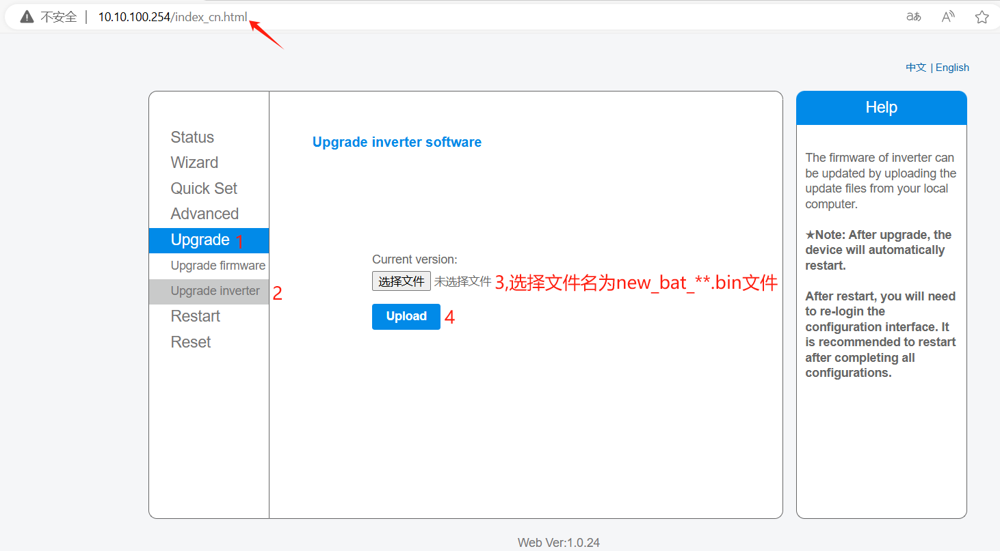 不安全 | 10.10.100.254/index_cn.html
中文 | English
Status
Wizard
Quick Set
Advanced
Upgrade 1
Upgrade firmware
Upgrade inverter 2
Restart
Reset
Upgrade inverter software
Current version:
选择文件 未选择文件 3,选择文件名为new_bat_**.bin文件
Upload 4
Help
The firmware of inverter can
be updated by uploading the
update files from your local
computer.
★Note: After upgrade, the
device will automatically
restart.
After restart, you will need
to re-login the
configuration interface. It
is recommended to restart
after completing all
configurations.
Web Ver:1.0.24